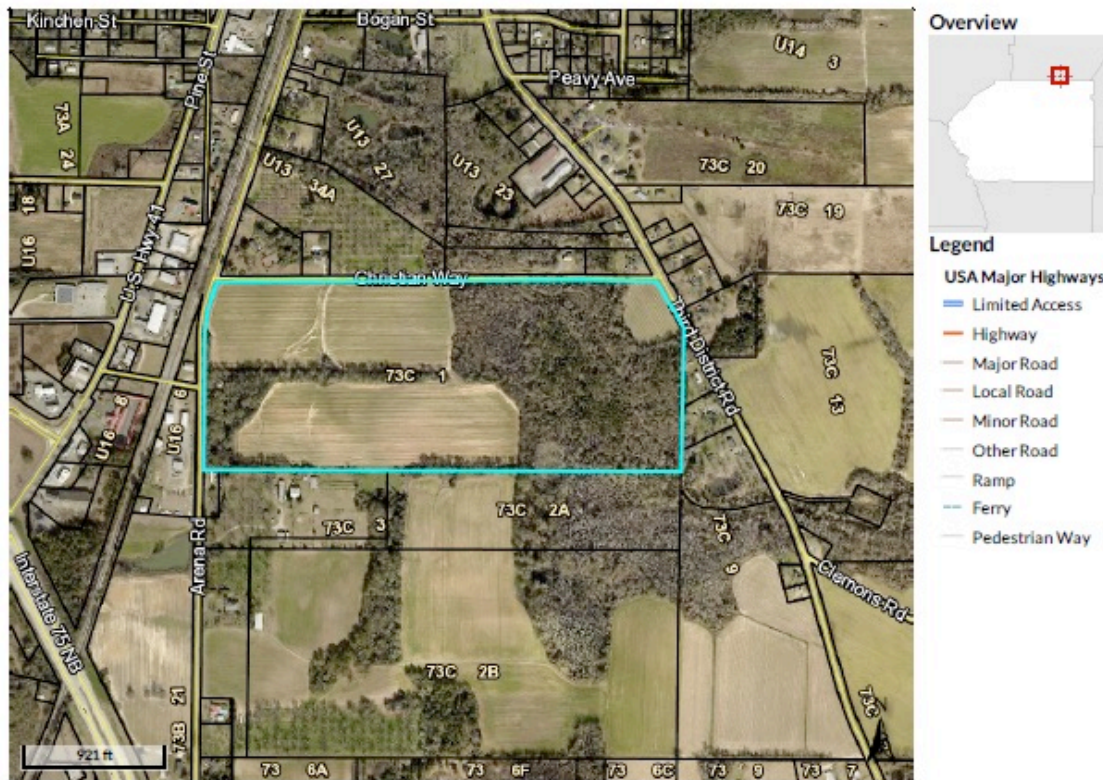 Kinchen St
Bogan St
Pine St
Peavy Ave
U14 3
73A 24
U13 27
U13 34A
U13 23
73C 20
U16 18
73C 19
U.S. Hwy 41
Christian Way
Third District Rd
73C 1
73C 13
U16 8
U16 6
73C 2A
73C 3
73C 9
Arena Rd
Clemons Rd
Interstate 75 NB
73C 2B
73C
73B 21
921 ft
73 6A
73 6F
73 6C
73 9
73 7
Overview
Legend
USA Major Highways
Limited Access
Highway
Major Road
Local Road
Minor Road
Other Road
Ramp
Ferry
Pedestrian Way